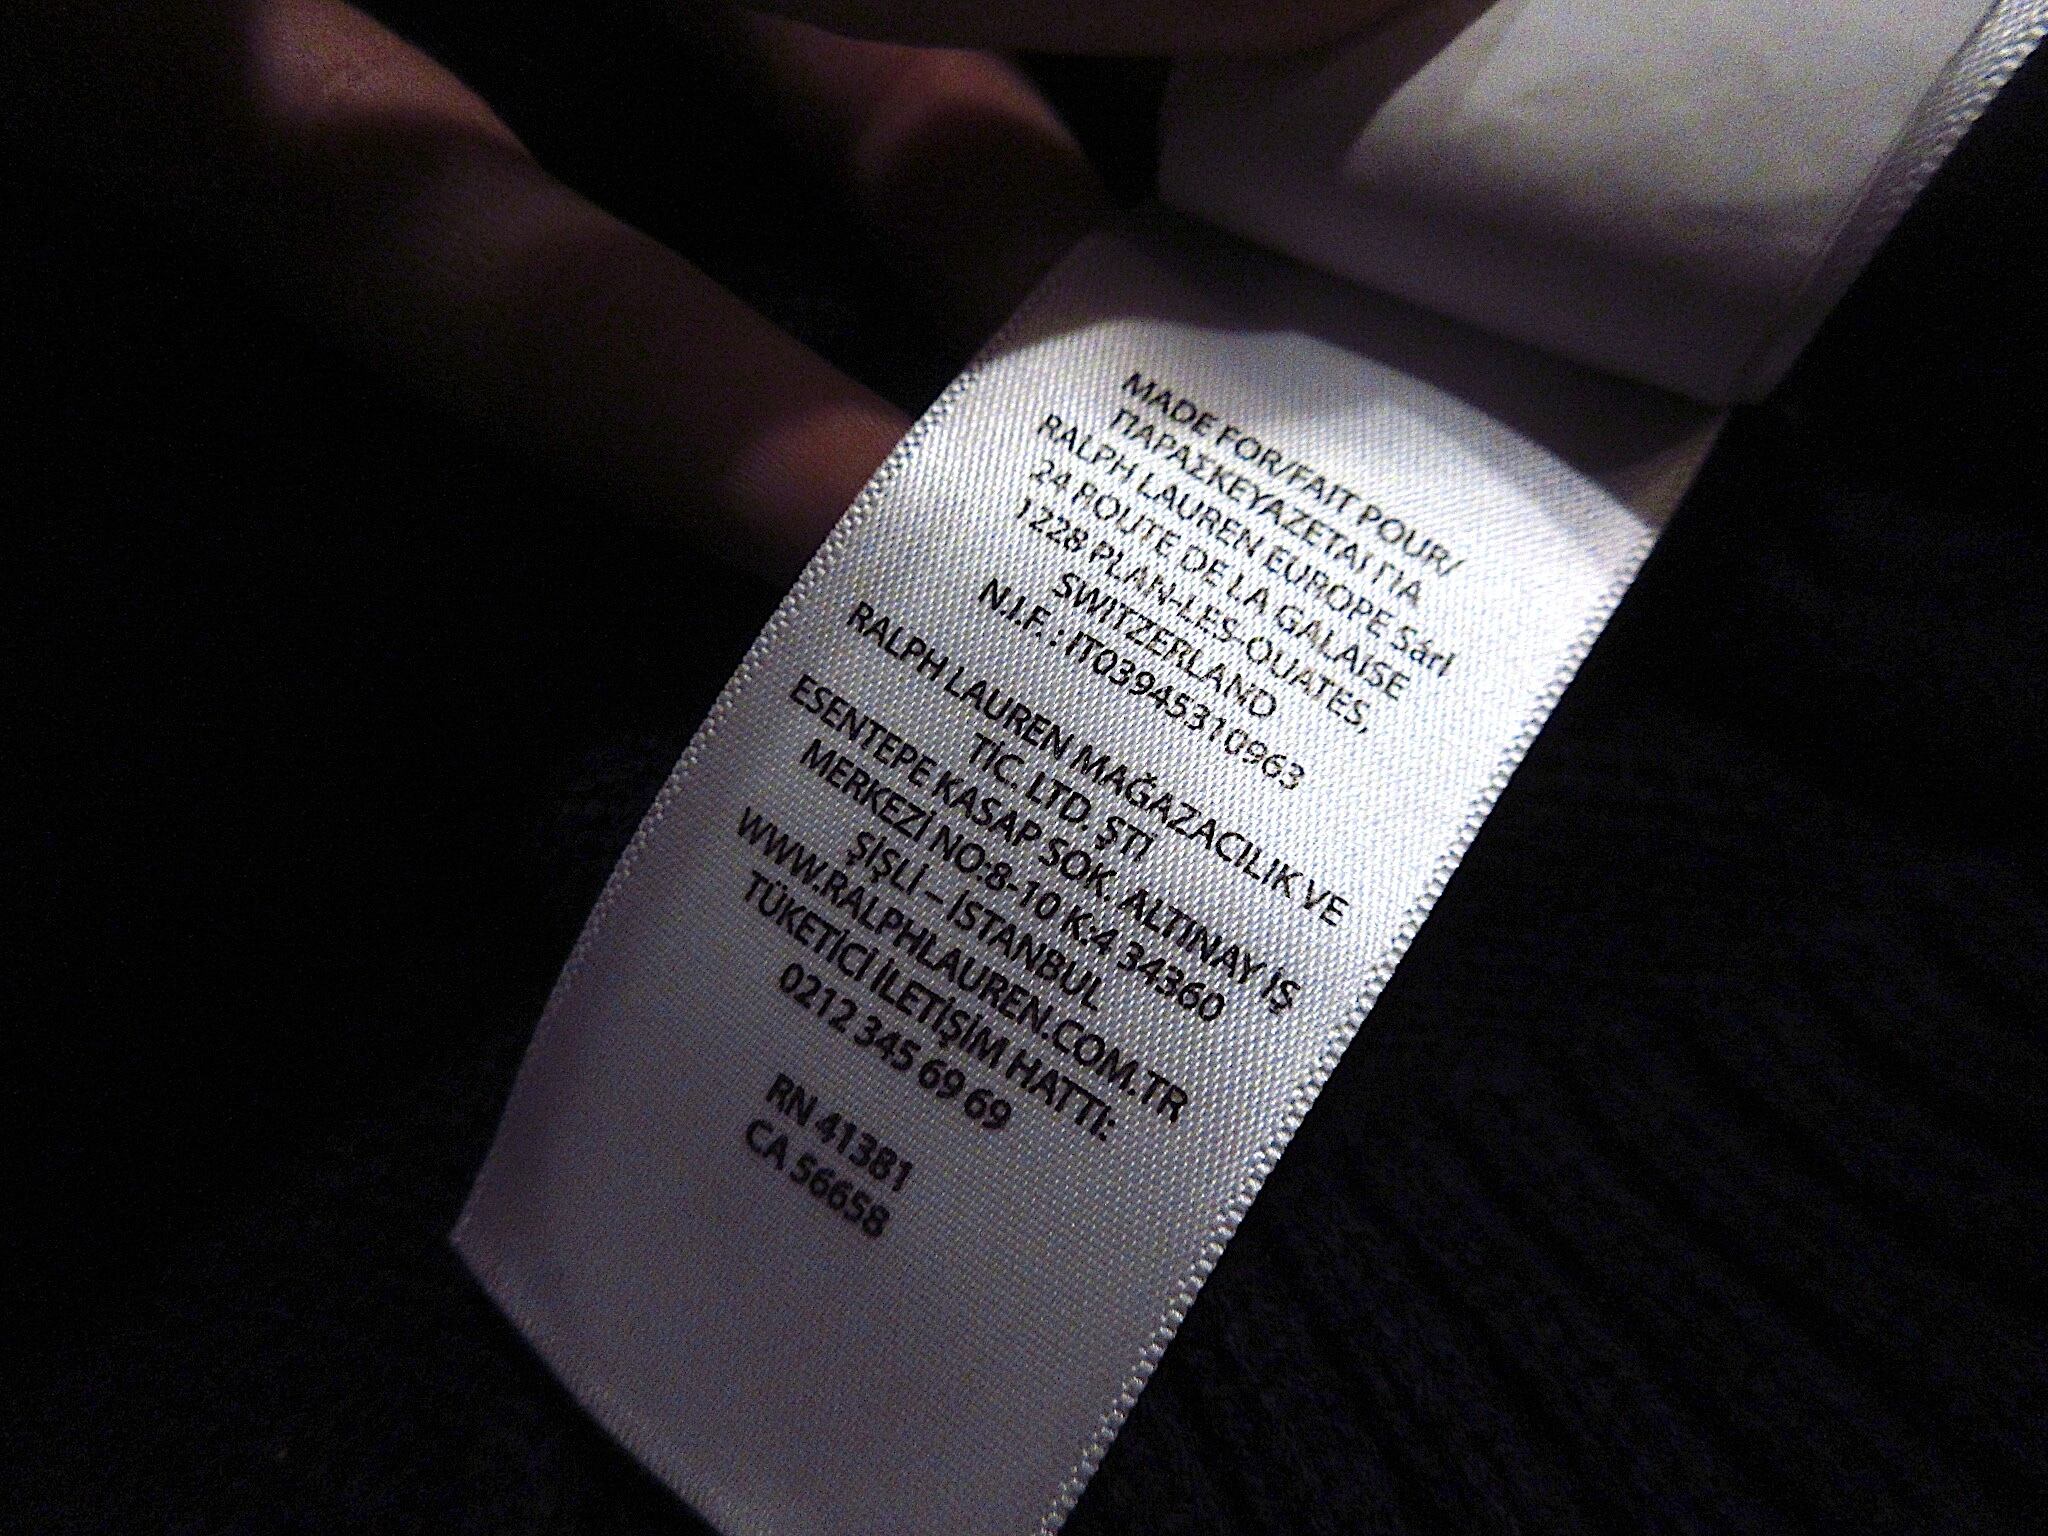 MADE FOR/FAIT POUR/
ΠΑΡΑΣΚΕΥΑΖΕΤΑΙ ΓΙΑ
RALPH LAUREN EUROPE Sárl
24 ROUTE DE LA GALAISE
1228 PLAN-LES-OUATES,
SWITZERLAND
N.I.F. : IT03945310963
RALPH LAUREN MAĞAZACILIK VE
TİC. LTD. ŞTİ
ESENTEPE KASAP SOK. ALTINAY İŞ
MERKEZİ NO:8-10 K:4 34360
ŞİŞLİ – İSTANBUL
WWW.RALPHLAUREN.COM.TR
TÜKETİCİ İLETİŞİM HATTI:
0212 345 69 69
RN 41381
CA 56658